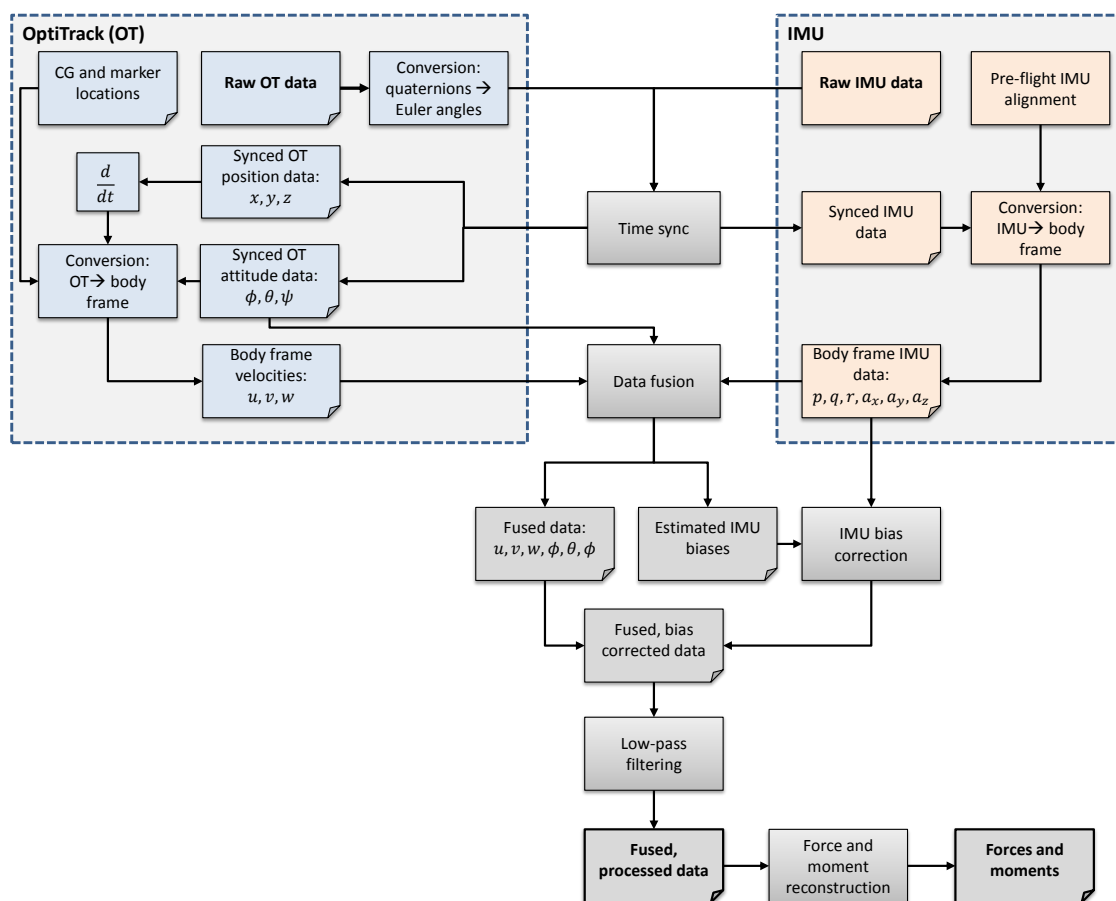 OptiTrack (OT)
IMU
CG and marker
locations
Raw OT data
Conversion:
quaternions →
Euler angles
Raw IMU data
Pre-flight IMU
alignment
d
dt
Synced OT
position data:
x, y, z
Time sync
Synced IMU
data
Conversion:
IMU→ body
frame
Conversion:
OT→ body
frame
Synced OT
attitude data:
ϕ, θ, ψ
Body frame
velocities:
u, v, w
Data fusion
Body frame IMU
data:
p, q, r, aₓ, a_y, a_z
Fused data:
u, v, w, ϕ, θ, ϕ
Estimated IMU
biases
IMU bias
correction
Fused, bias
corrected data
Low-pass
filtering
Fused,
processed data
Force and
moment
reconstruction
Forces and
moments